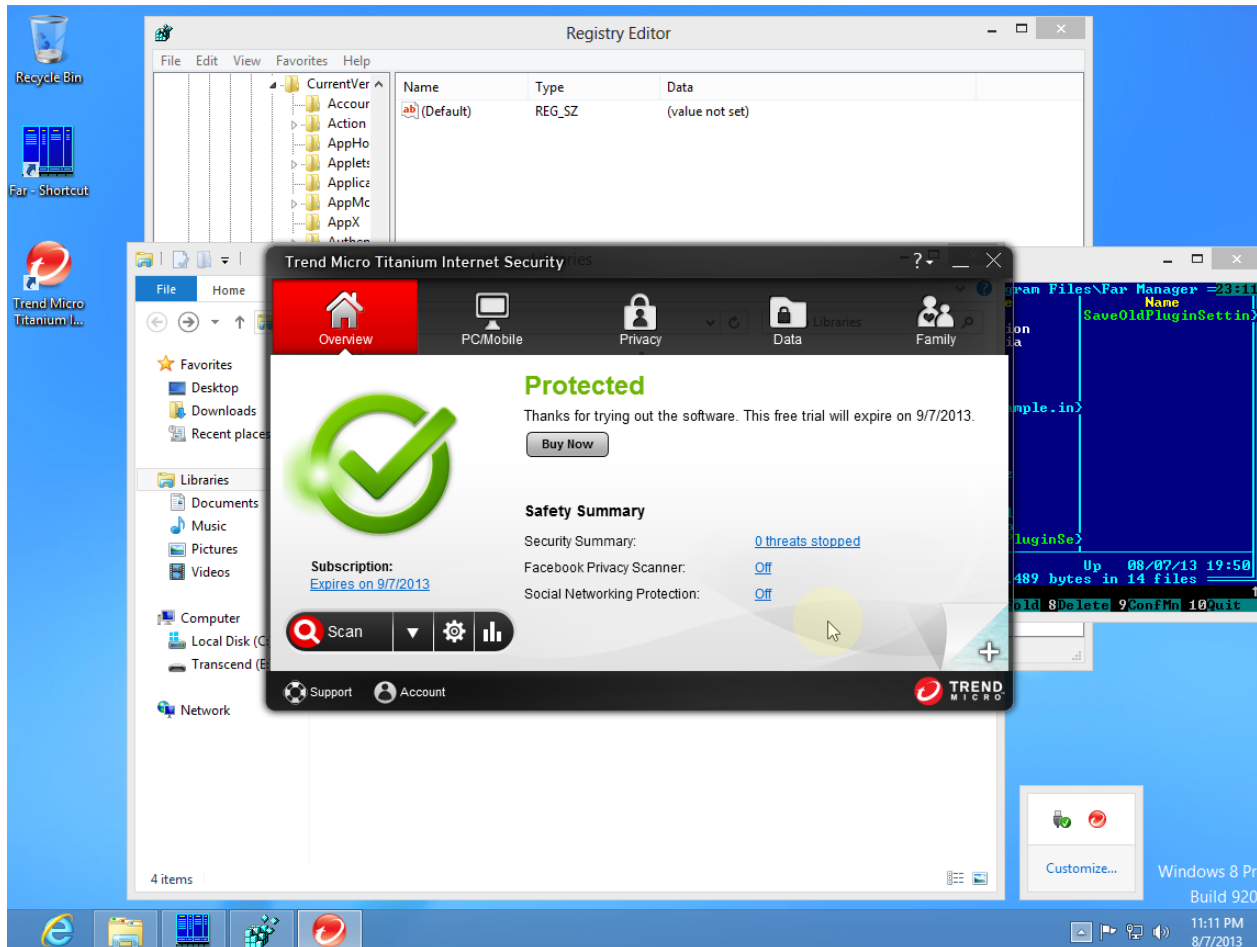 Recycle Bin
Far - Shortcut
Trend Micro
Titanium I...
Registry Editor
File Edit View Favorites Help
CurrentVer
Accour
Action
AppHo
Applets
Applica
AppMc
AppX
Name Type Data
(Default) REG_SZ (value not set)
File Home
Libraries
Favorites
Desktop
Downloads
Recent places
Libraries
Documents
Music
Pictures
Videos
Computer
Local Disk (C
Transcend (E
Network
4 items
Trend Micro Titanium Internet Security
Overview PC/Mobile Privacy Data Family
Protected
Thanks for trying out the software. This free trial will expire on 9/7/2013.
Buy Now
Safety Summary
Security Summary: 0 threats stopped
Facebook Privacy Scanner: Off
Social Networking Protection: Off
Subscription:
Expires on 9/7/2013
Scan
Support Account
TREND
MICRO
gram Files\Far Manager =23:11
Name
SaveOldPluginSettin}
ion
ia
ample.in}
luginSe}
Up 08/07/13 19:50
489 bytes in 14 files
old 8Delete 9ConfMn 10Quit 1
Customize...
Windows 8 Pr
Build 920
11:11 PM
8/7/2013